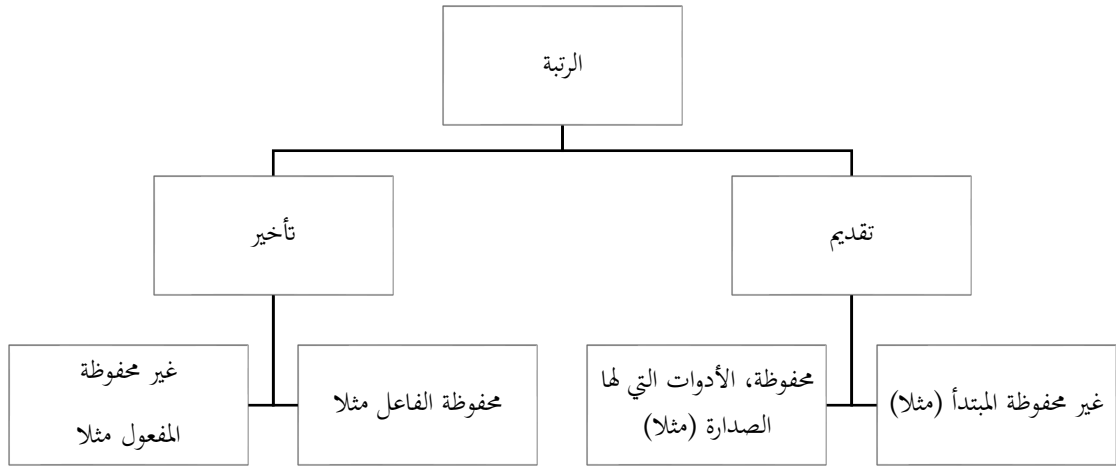 الرتبة
تقديم
تأخير
غير محفوظة المبتدأ (مثلا)
محفوظة، الأدوات التي لها
الصدارة (مثلا)
محفوظة الفاعل مثلا
غير محفوظة
المفعول مثلا